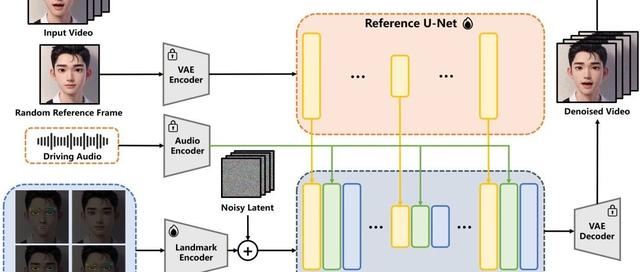 Input Video
Reference U-Net
VAE
Encoder
Random Reference Frame
Denoised Video
Driving Audio
Audio
Encoder
Noisy Latent
Landmark
Encoder
VAE
Decoder